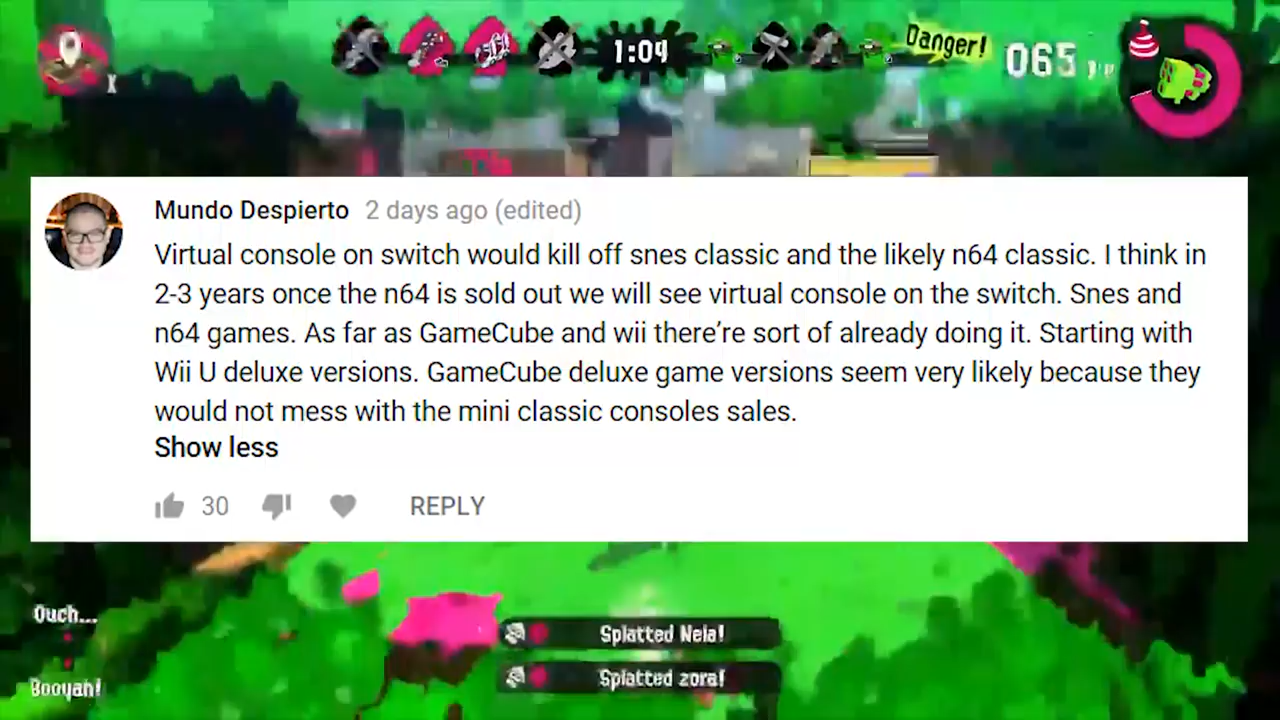 1:04
Danger!
065
Mundo Despierto 2 days ago (edited)
Virtual console on switch would kill off snes classic and the likely n64 classic. I think in
2-3 years once the n64 is sold out we will see virtual console on the switch. Snes and
n64 games. As far as GameCube and wii there’re sort of already doing it. Starting with
Wii U deluxe versions. GameCube deluxe game versions seem very likely because they
would not mess with the mini classic consoles sales.
Show less
30 REPLY
Ouch...
Booyah!
Splatted Neia!
Splatted zora!